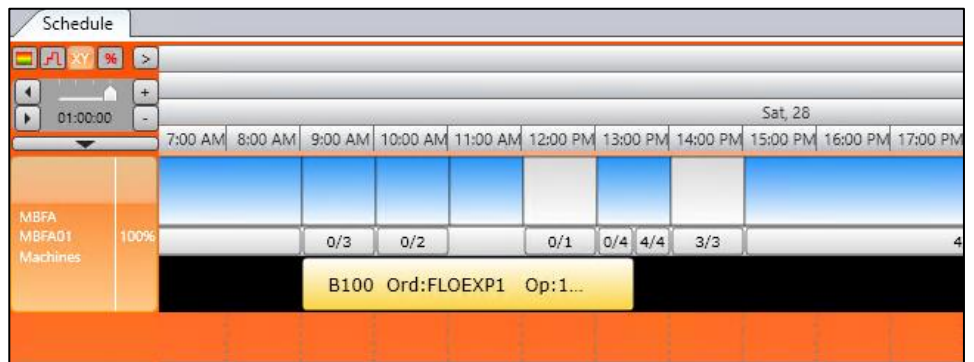 Schedule
XY % >
+
01:00:00 -
Sat, 28
7:00 AM 8:00 AM 9:00 AM 10:00 AM 11:00 AM 12:00 PM 13:00 PM 14:00 PM 15:00 PM 16:00 PM 17:00 PM
MBFA
MBFA01 100%
Machines
0/3 0/2 0/1 0/4 4/4 3/3 4
B100 Ord:FLOEXP1 Op:1...